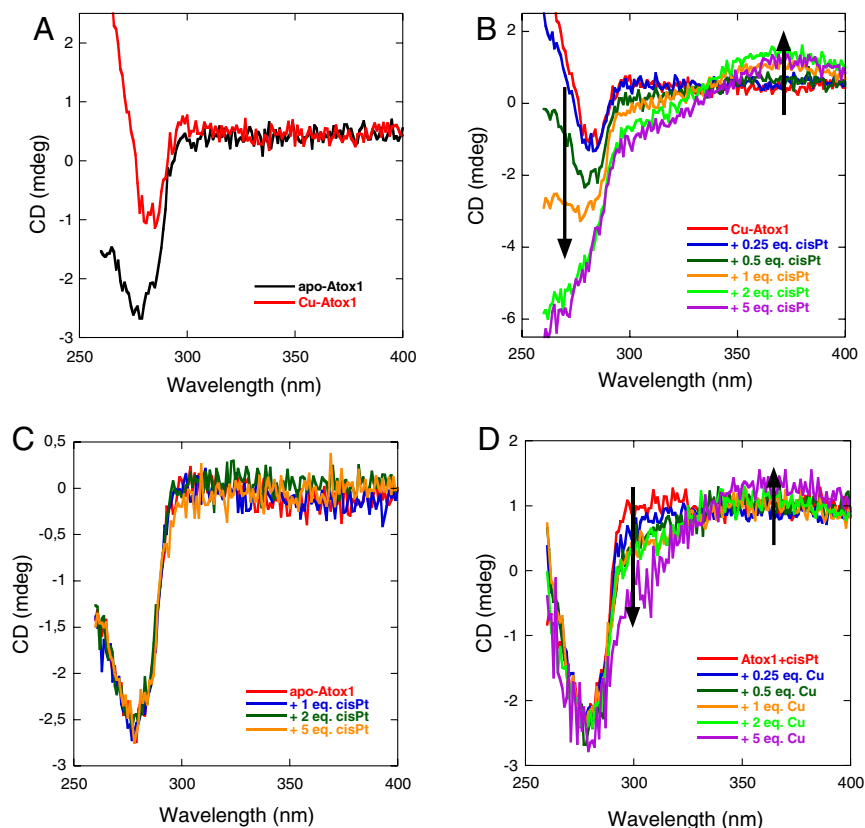 A
2
1
0
-1
-2
-3
250
300
350
400
CD (mdeg)
Wavelength (nm)
apo-Atox1
Cu-Atox1
B
2
0
-2
-4
-6
250
300
350
400
CD (mdeg)
Wavelength (nm)
Cu-Atox1
+ 0.25 eq. cisPt
+ 0.5 eq. cisPt
+ 1 eq. cisPt
+ 2 eq. cisPt
+ 5 eq. cisPt
C
0,5
0
-0,5
-1
-1,5
-2
-2,5
-3
250
300
350
400
CD (mdeg)
Wavelength (nm)
apo-Atox1
+ 1 eq. cisPt
+ 2 eq. cisPt
+ 5 eq. cisPt
D
2
1
0
-1
-2
-3
250
300
350
400
CD (mdeg)
Wavelength (nm)
Atox1+cisPt
+ 0.25 eq. Cu
+ 0.5 eq. Cu
+ 1 eq. Cu
+ 2 eq. Cu
+ 5 eq. Cu